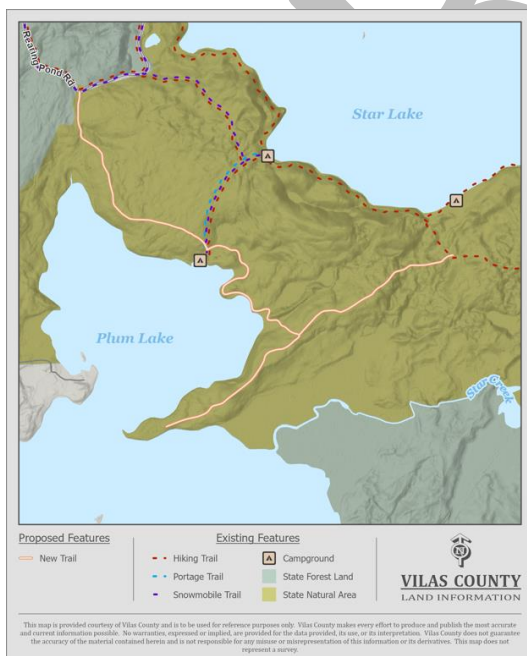 Rearing Pond Rd
Star Lake
Plum Lake
Star Creek
Proposed Features
New Trail
Existing Features
Hiking Trail
Portage Trail
Snowmobile Trail
Campground
State Forest Land
State Natural Area
N
VILAS COUNTY
LAND INFORMATION
This map is provided courtesy of Vilas County and is to be used for reference purposes only. Vilas County makes every effort to produce and publish the most accurate
and current information possible. No warranties, expressed or implied, are provided for the data provided, its use, or its interpretation. Vilas County does not guarantee
the accuracy of the material contained herein and is not responsible for any misuse or misrepresentation of this information or its derivatives. This map does not
represent a survey.